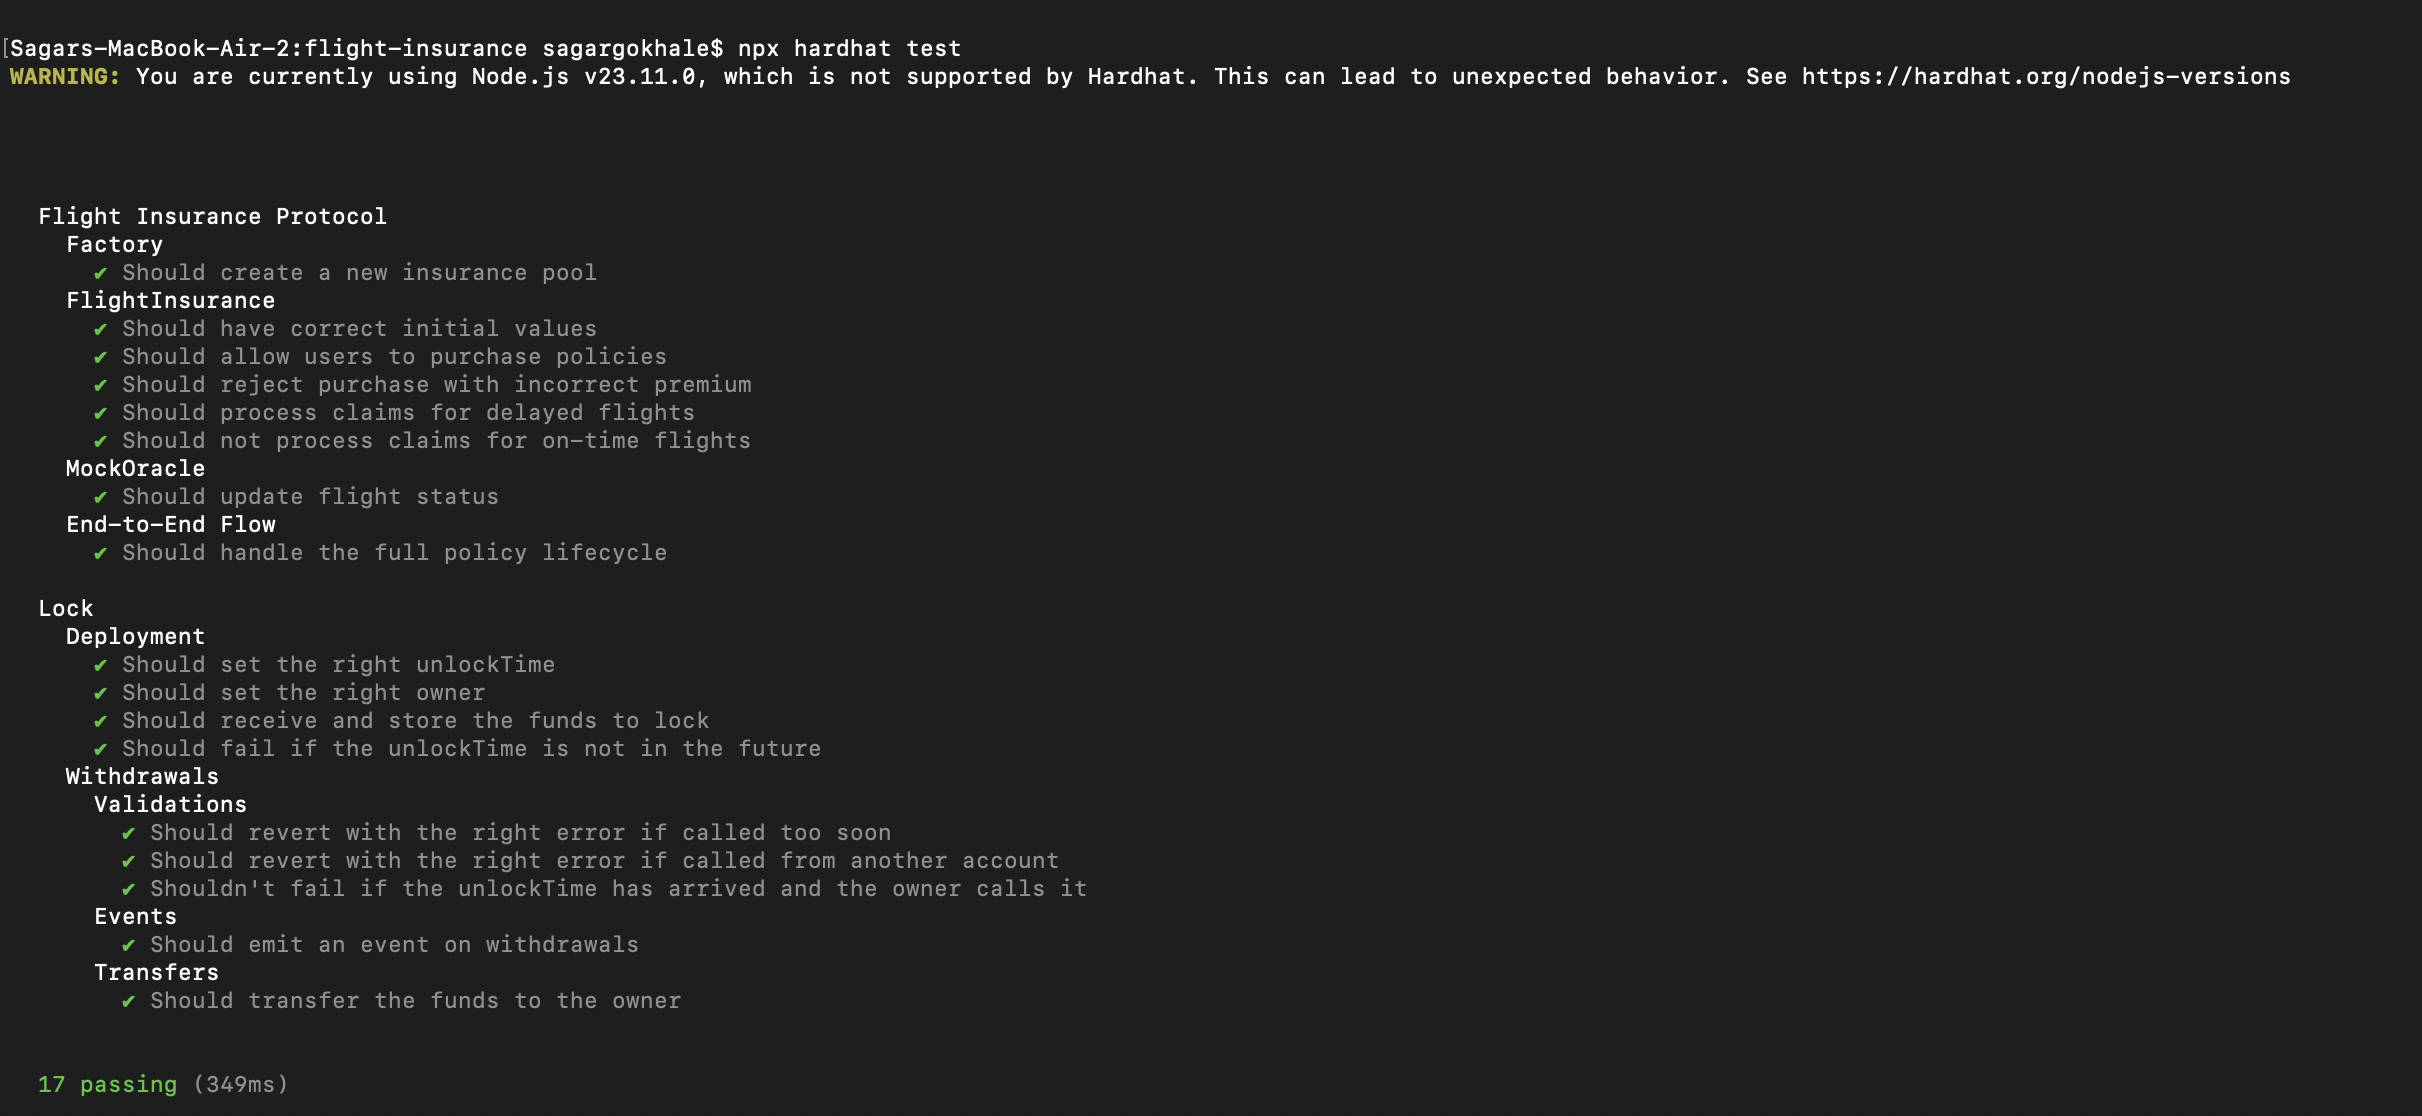 [Sagars-MacBook-Air-2:flight-insurance sagargokhale$ npx hardhat test
WARNING: You are currently using Node.js v23.11.0, which is not supported by Hardhat. This can lead to unexpected behavior. See https://hardhat.org/nodejs-versions
Flight Insurance Protocol
Factory
✔ Should create a new insurance pool
FlightInsurance
✔ Should have correct initial values
✔ Should allow users to purchase policies
✔ Should reject purchase with incorrect premium
✔ Should process claims for delayed flights
✔ Should not process claims for on-time flights
MockOracle
✔ Should update flight status
End-to-End Flow
✔ Should handle the full policy lifecycle
Lock
Deployment
✔ Should set the right unlockTime
✔ Should set the right owner
✔ Should receive and store the funds to lock
✔ Should fail if the unlockTime is not in the future
Withdrawals
Validations
✔ Should revert with the right error if called too soon
✔ Should revert with the right error if called from another account
✔ Shouldn't fail if the unlockTime has arrived and the owner calls it
Events
✔ Should emit an event on withdrawals
Transfers
✔ Should transfer the funds to the owner
17 passing (349ms)